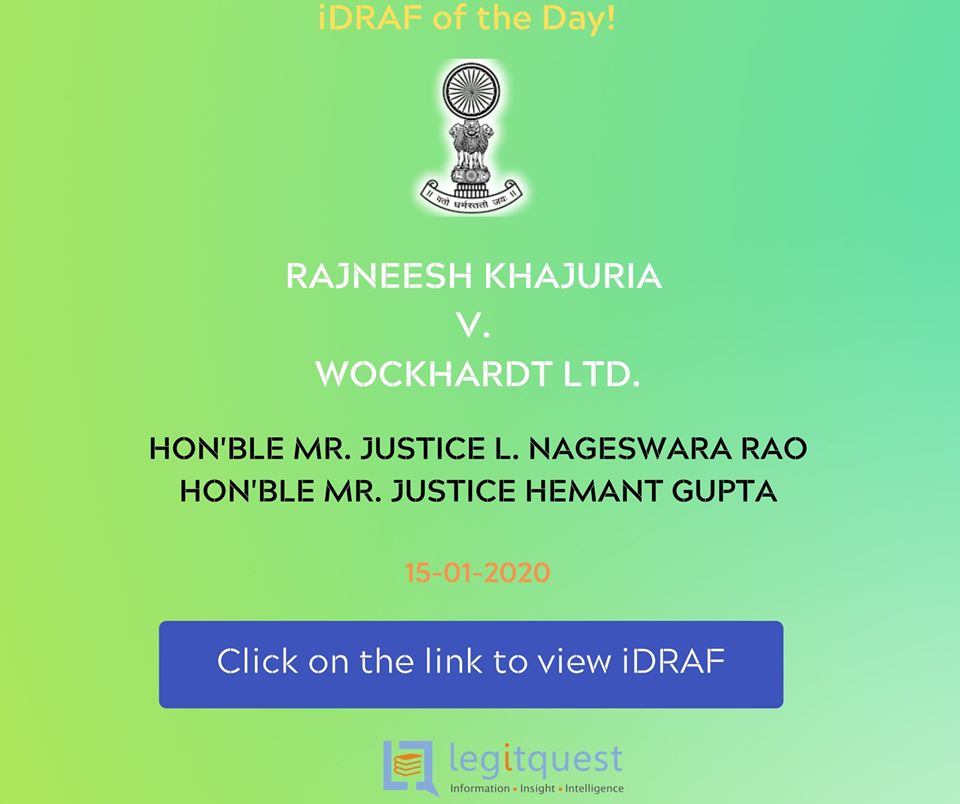 iDRAF of the Day!
॥ यतो धर्मस्ततो जयः ॥
RAJNEESH KHAJURIA
V.
WOCKHARDT LTD.
HON'BLE MR. JUSTICE L. NAGESWARA RAO
HON'BLE MR. JUSTICE HEMANT GUPTA
15-01-2020
Click on the link to view iDRAF
legitquest
Information • Insight • Intelligence